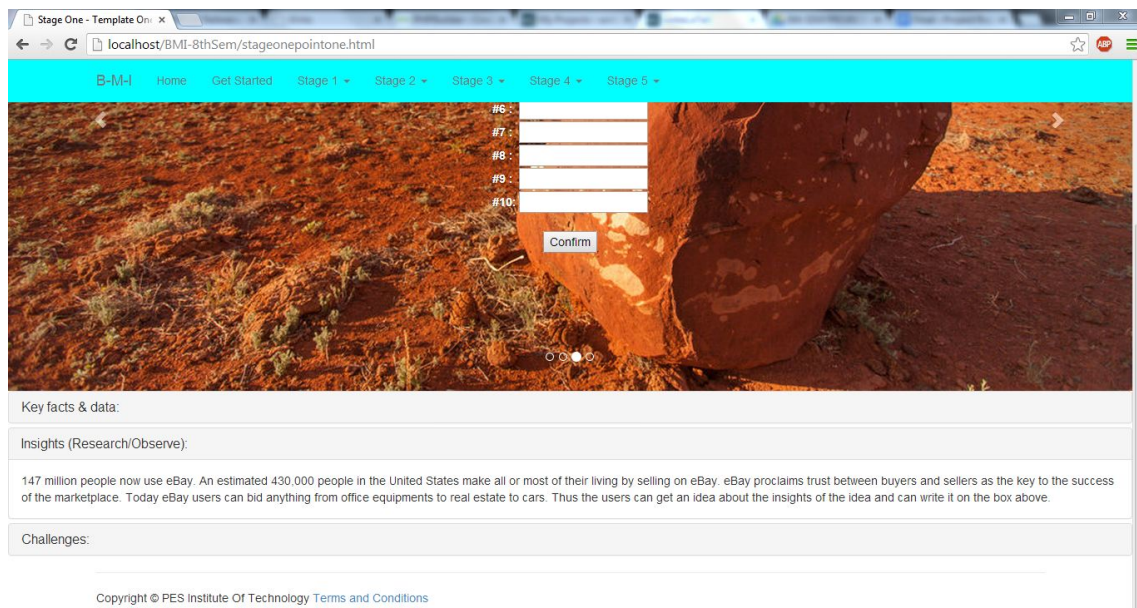 Stage One - Template On
localhost/BMI-8thSem/stageonepointone.html
ABP
B-M-I Home Get Started Stage 1 Stage 2 Stage 3 Stage 4 Stage 5
#6 :
#7 :
#8 :
#9 :
#10:
Confirm
Key facts & data:
Insights (Research/Observe):
147 million people now use eBay. An estimated 430,000 people in the United States make all or most of their living by selling on eBay. eBay proclaims trust between buyers and sellers as the key to the success
of the marketplace. Today eBay users can bid anything from office equipments to real estate to cars. Thus the users can get an idea about the insights of the idea and can write it on the box above.
Challenges:
Copyright © PES Institute Of Technology Terms and Conditions